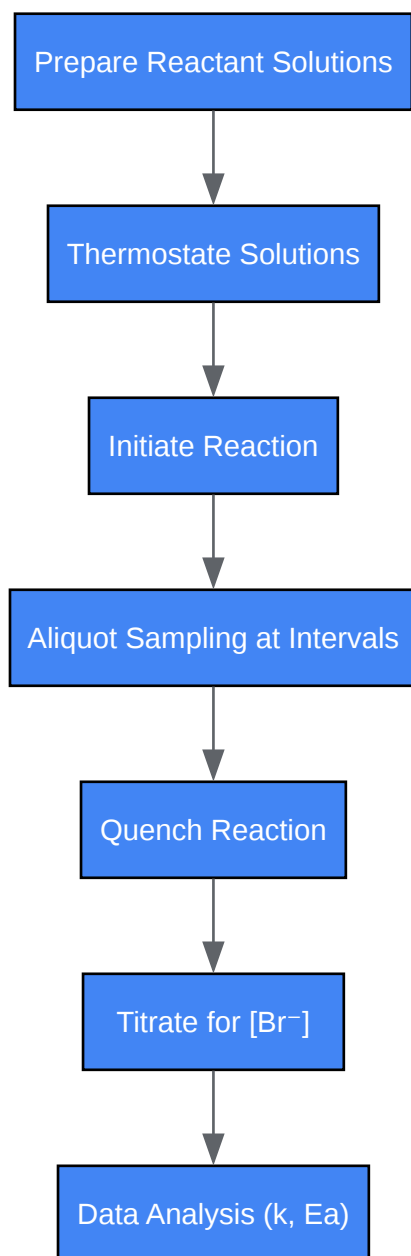 Prepare Reactant Solutions
Thermostate Solutions
Initiate Reaction
Aliquot Sampling at Intervals
Quench Reaction
Titrate for [Br⁻]
Data Analysis (k, Ea)